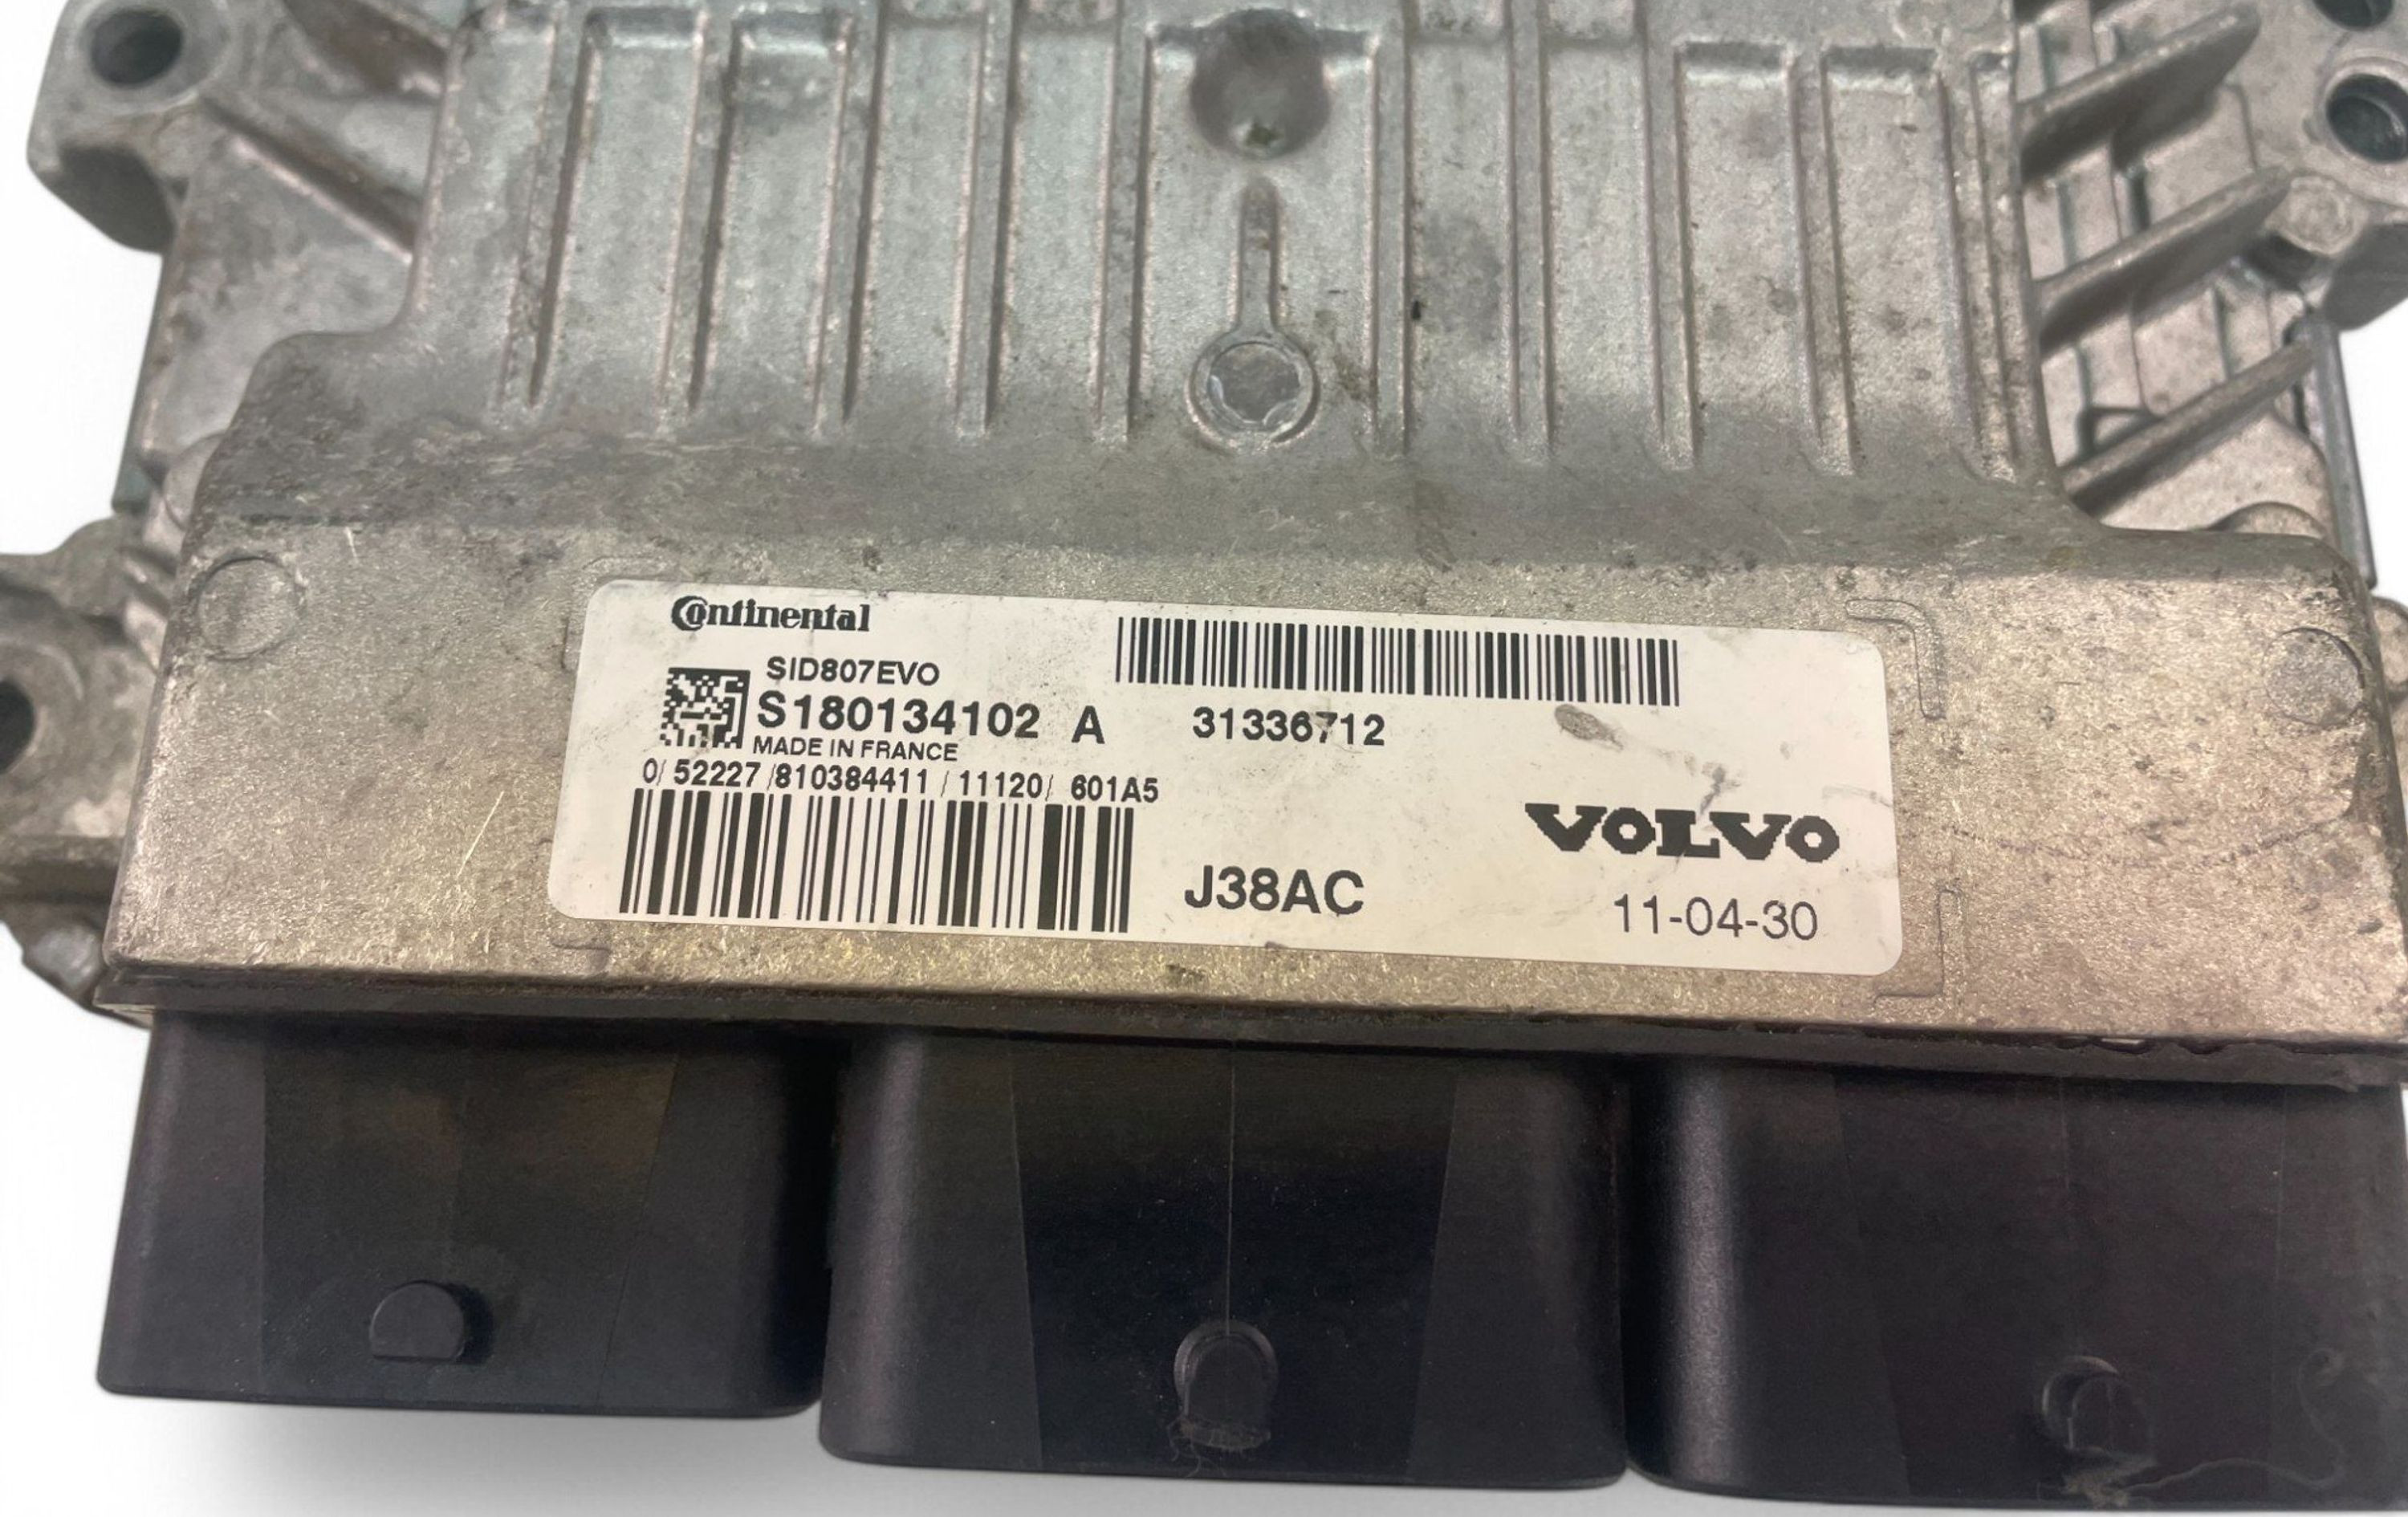 Continental
SID807EVO
S180134102 A 31336712
MADE IN FRANCE
0/ 52227 /810384411 / 11120/ 601A5
VOLVO
J38AC
11-04-30